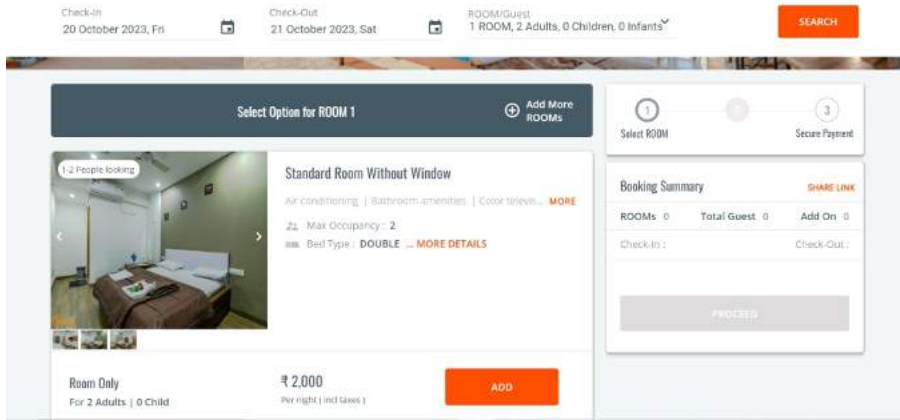 Check-In
20 October 2023, Fri
Check-Out
21 October 2023, Sat
ROOM/Guest
1 ROOM, 2 Adults, 0 Children, 0 Infants
SEARCH
Select Option for ROOM 1
Add More
ROOMs
1
3
Select ROOM
Secure Payment
1-2 People looking
Standard Room Without Window
Air conditioning | Bathroom amenities | Color televis... MORE
Max Occupancy : 2
Bed Type : DOUBLE ... MORE DETAILS
Booking Summary
SHARE LINK
ROOMs 0
Total Guest 0
Add On 0
Check-In :
Check-Out :
PROCEED
Room Only
For 2 Adults | 0 Child
₹ 2,000
Per night ( incl taxes )
ADD